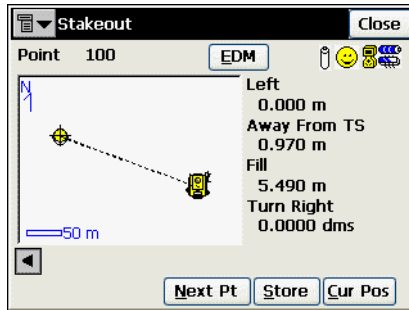 Stakeout Close
Point 100 EDM
N
50 m
Left
0.000 m
Away From TS
0.970 m
Fill
5.490 m
Turn Right
0.0000 dms
Next Pt Store Cur Pos